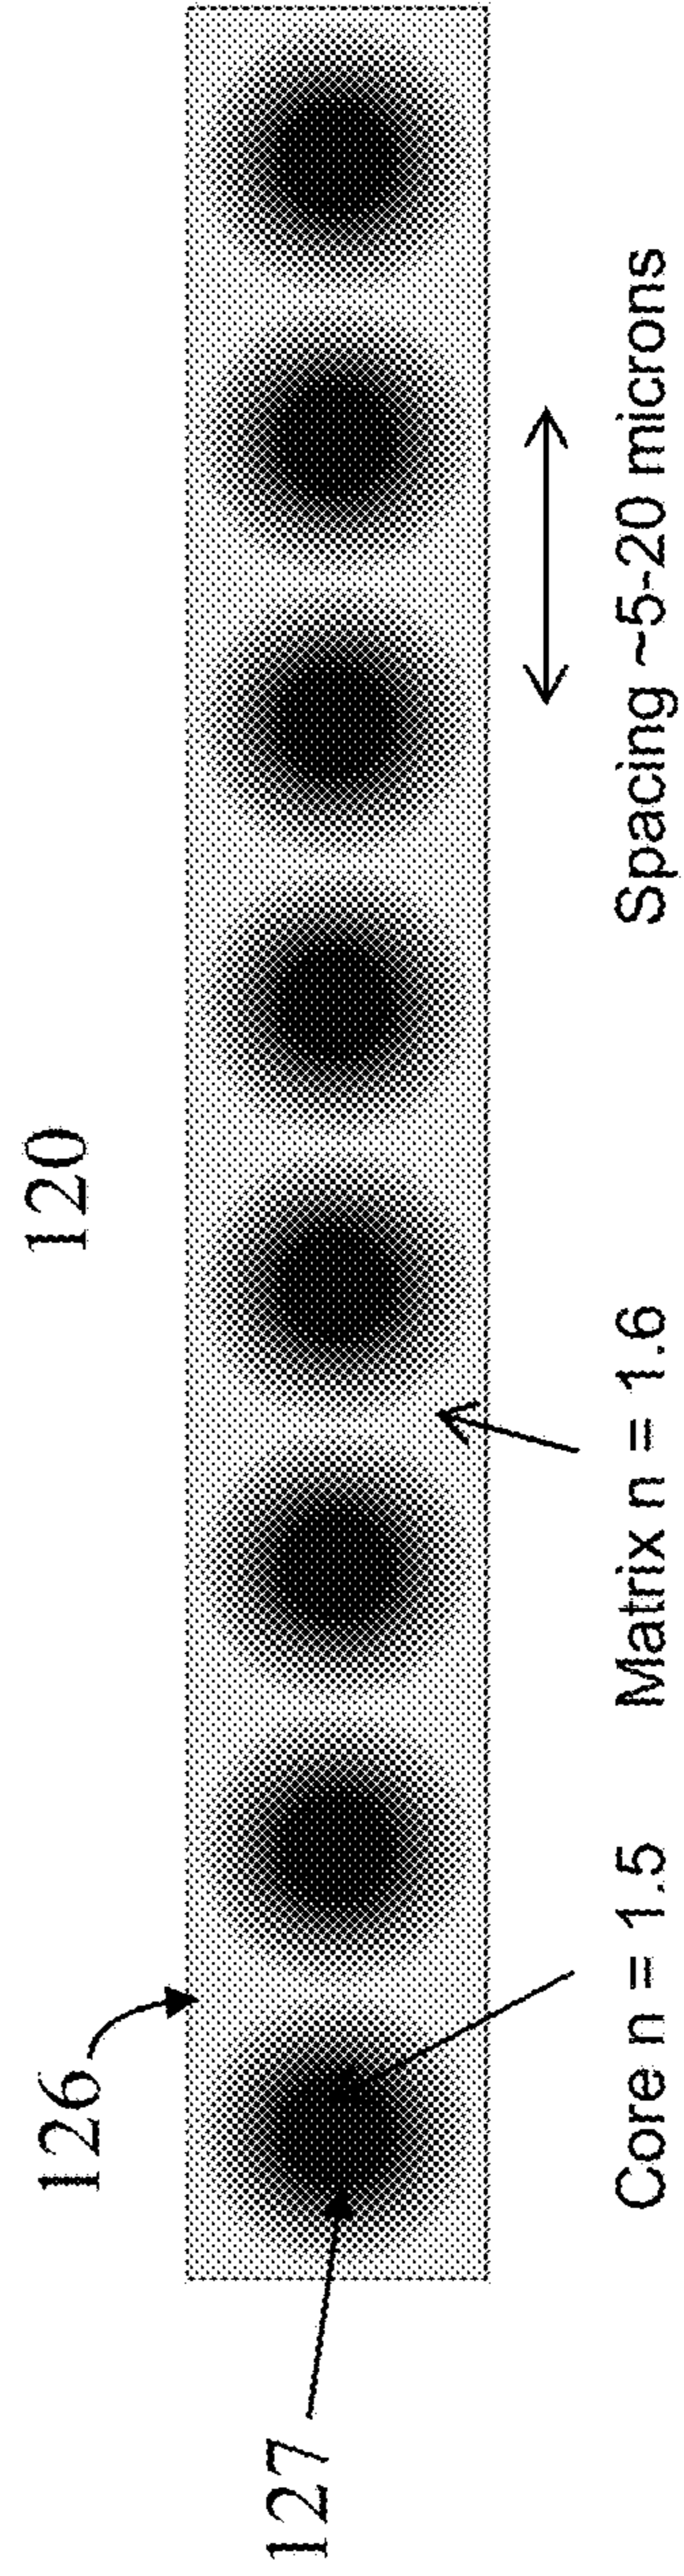 120
126
127
Core n = 1.5
Matrix n = 1.6
Spacing ~5-20 microns